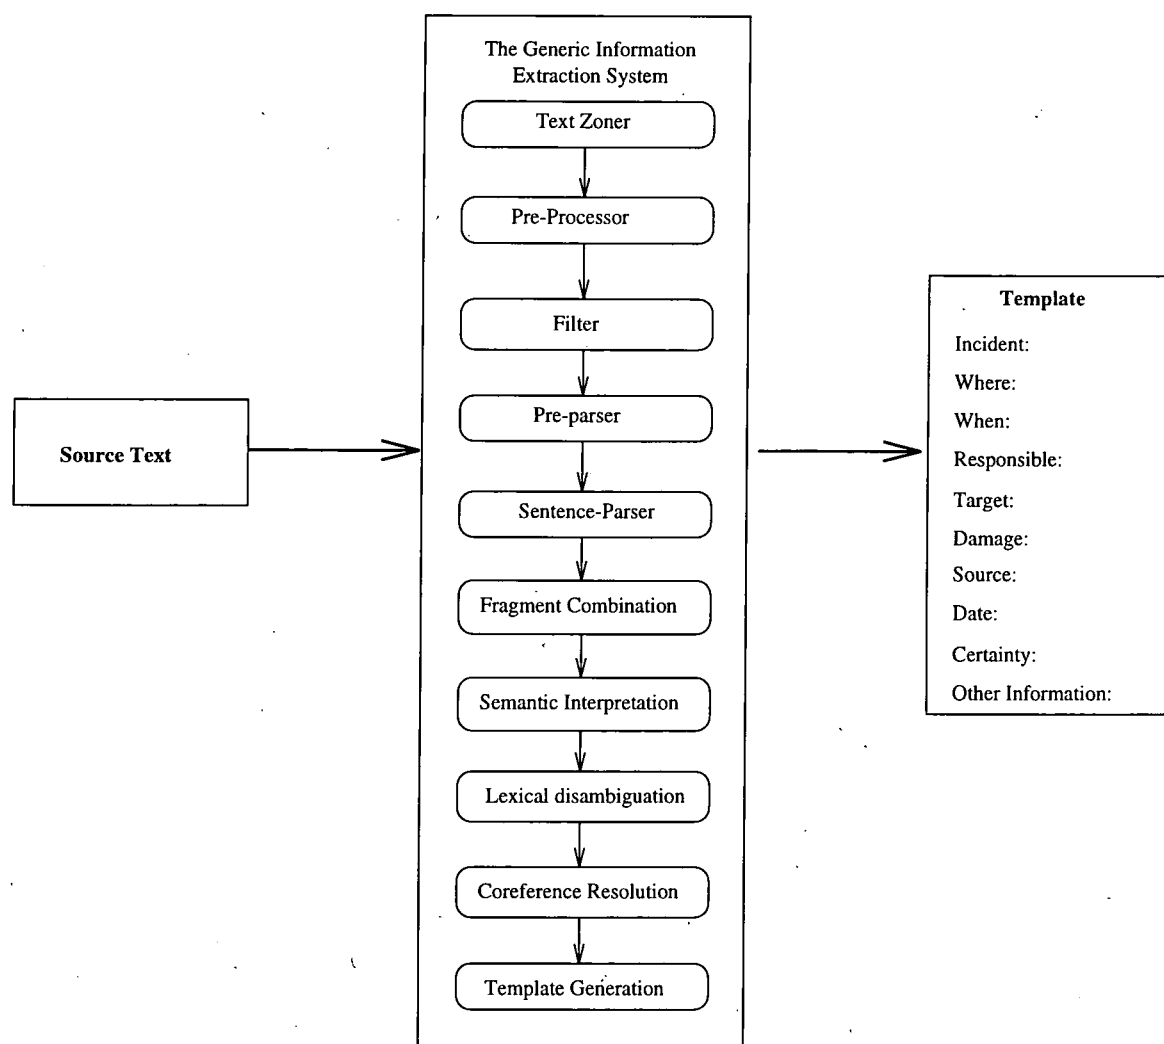 The Generic Information
Extraction System
Text Zoner
Pre-Processor
Filter
Pre-parser
Sentence-Parser
Fragment Combination
Semantic Interpretation
Lexical disambiguation
Coreference Resolution
Template Generation
Source Text
Template
Incident:
Where:
When:
Responsible:
Target:
Damage:
Source:
Date:
Certainty:
Other Information: